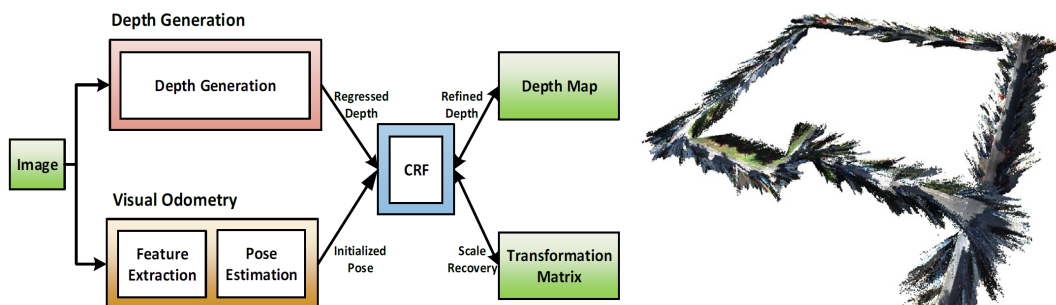 Depth Generation
Depth Generation
Regressed
Depth
Refined
Depth
Depth Map
Image
CRF
Visual Odometry
Feature
Extraction
Pose
Estimation
Initialized
Pose
Scale
Recovery
Transformation
Matrix